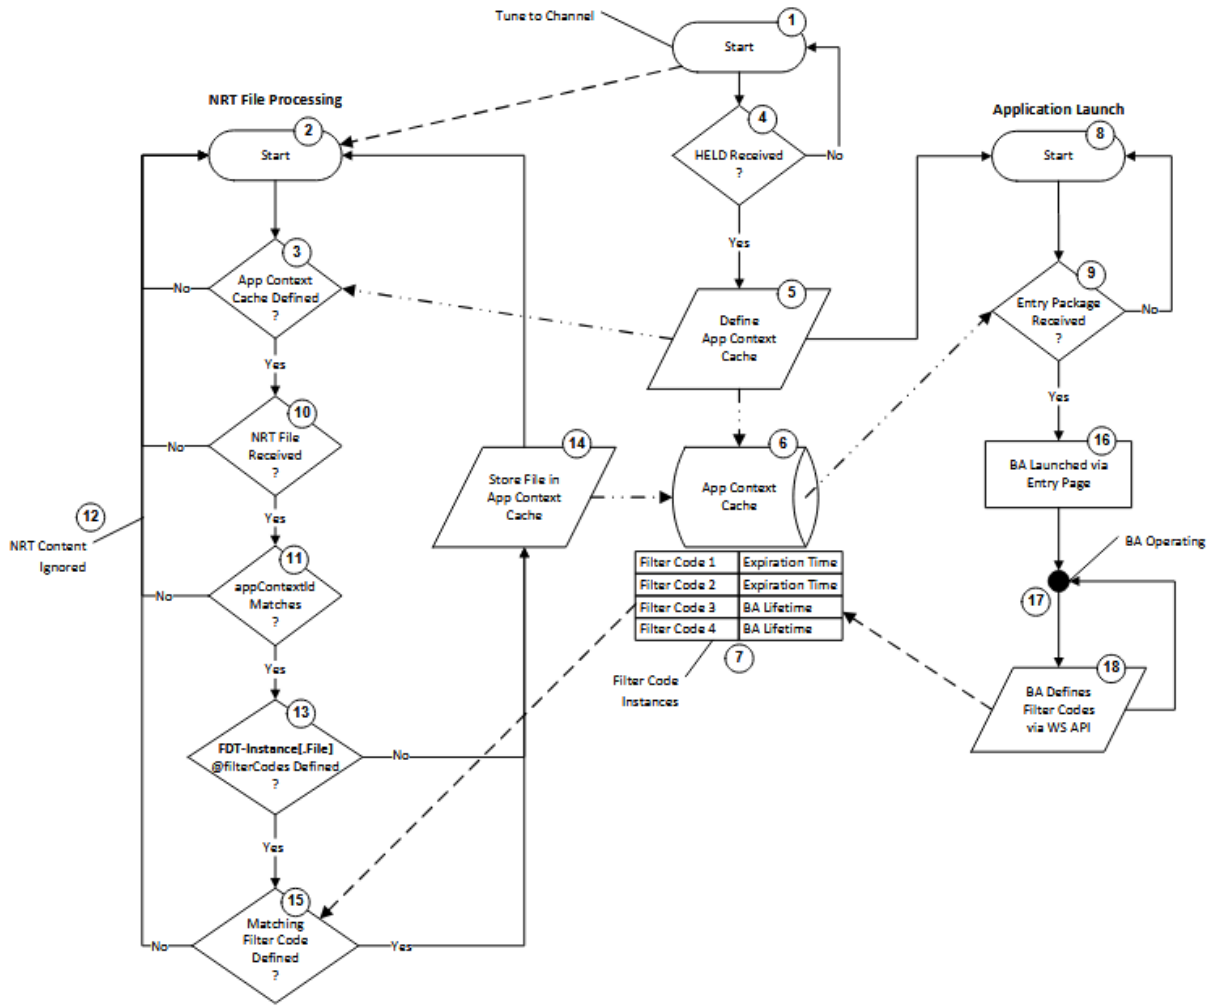 Tune to Channel
1
Start
NRT File Processing
2
Start
4
HELD Received
?
No
Yes
Application Launch
8
Start
3
App Context
Cache Defined
?
No
Yes
5
Define
App Context
Cache
9
Entry Package
Received
?
No
Yes
10
NRT File
Received
?
No
Yes
14
Store File in
App Context
Cache
6
App Context
Cache
16
BA Launched via
Entry Page
12
NRT Content
Ignored
11
appContextId
Matches
?
No
Yes
Filter Code 1 Expiration Time
Filter Code 2 Expiration Time
Filter Code 3 BA Lifetime
Filter Code 4 BA Lifetime
7
Filter Code
Instances
BA Operating
17
18
BA Defines
Filter Codes
via WS API
13
FDT-Instance[.File]
@filterCodes Defined
?
No
Yes
15
Matching
Filter Code
Defined
?
No
Yes